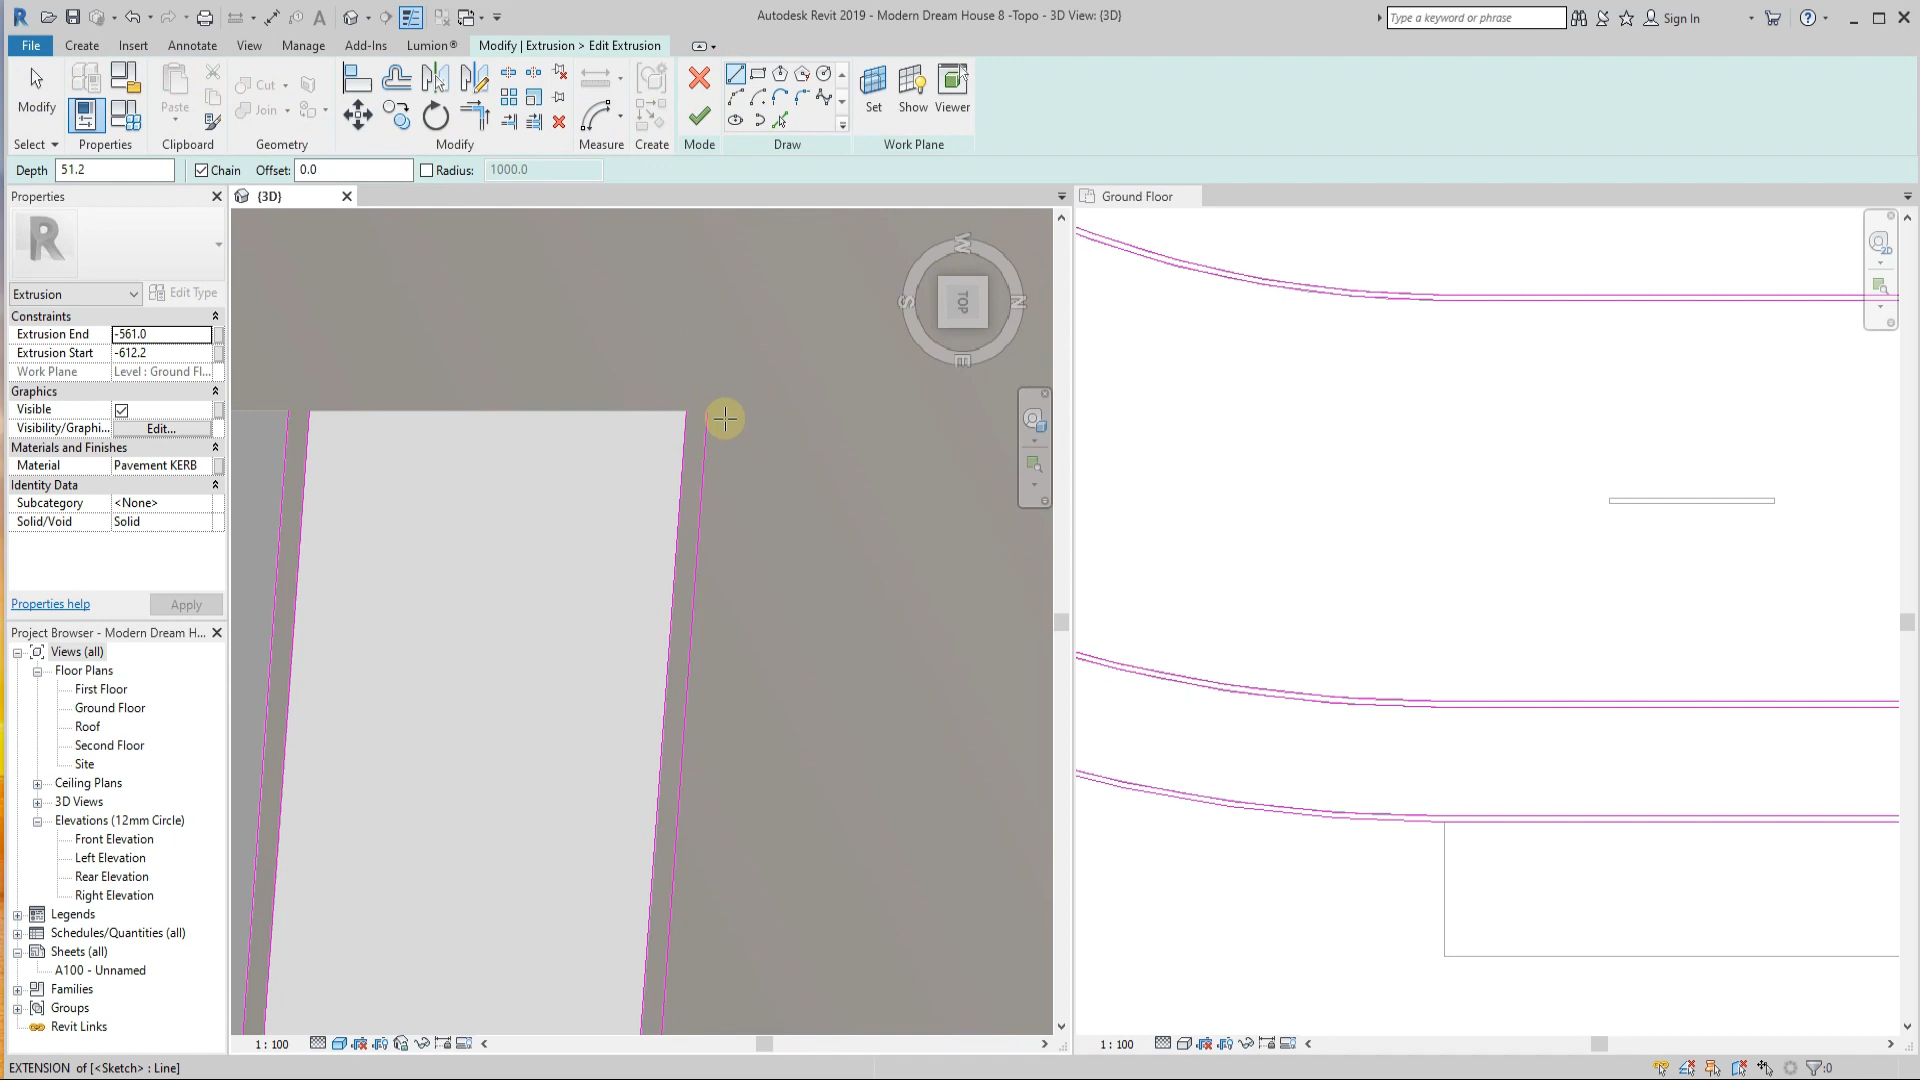 Autodesk Revit 2019 - Modern Dream House 8 -Topo - 3D View: {3D}
Type a keyword or phrase
Sign In
File
Create
Insert
Annotate
View
Manage
Add-Ins
Lumion®
Modify | Extrusion > Edit Extrusion
Modify
Paste
Cut
Join
Set
Show
Viewer
Select
Properties
Clipboard
Geometry
Modify
Measure
Create
Mode
Draw
Work Plane
Depth
51.2
Chain
Offset:
0.0
Radius:
1000.0
Properties
{3D}
Ground Floor
Extrusion
Edit Type
Constraints
Extrusion End
-561.0
Extrusion Start
-612.2
Work Plane
Level : Ground Fl...
Graphics
Visible
Visibility/Graphi...
Edit...
Materials and Finishes
Material
Pavement KERB
Identity Data
Subcategory
<None>
Solid/Void
Solid
Properties help
Apply
Project Browser - Modern Dream H...
Views (all)
Floor Plans
First Floor
Ground Floor
Roof
Second Floor
Site
Ceiling Plans
3D Views
Elevations (12mm Circle)
Front Elevation
Left Elevation
Rear Elevation
Right Elevation
Legends
Schedules/Quantities (all)
Sheets (all)
A100 - Unnamed
Families
Groups
Revit Links
W
S
TOP
N
E
2D
1 : 100
1 : 100
EXTENSION of [<Sketch> : Line]
:0